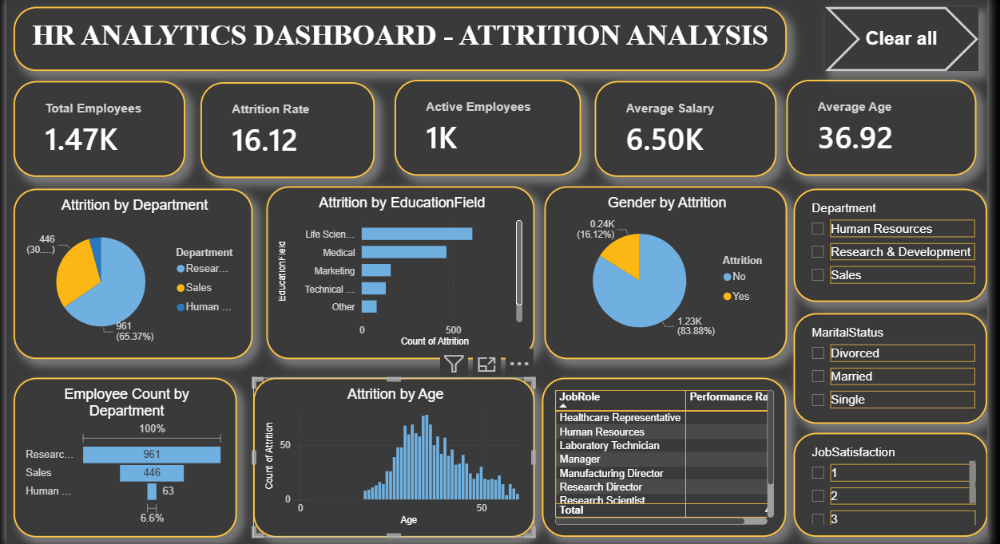 HR ANALYTICS DASHBOARD - ATTRITION ANALYSIS
Clear all
Total Employees
1.47K
Attrition Rate
16.12
Active Employees
1K
Average Salary
6.50K
Average Age
36.92
Attrition by Department
446
(30....)
961
(65.37%)
Department
Resear...
Sales
Human ...
Attrition by EducationField
EducationField
Life Scien...
Medical
Marketing
Technical ...
Other
0
500
Count of Attrition
Gender by Attrition
0.24K
(16.12%)
1.23K
(83.88%)
Attrition
No
Yes
Department
Human Resources
Research & Development
Sales
MaritalStatus
Divorced
Married
Single
Employee Count by
Department
100%
Researc...
961
Sales
446
Human ...
63
6.6%
Attrition by Age
Count of Attrition
50
0
0
50
Age
JobRole
Performance Ra
Healthcare Representative
Human Resources
Laboratory Technician
Manager
Manufacturing Director
Research Director
Research Scientist
Total
JobSatisfaction
1
2
3